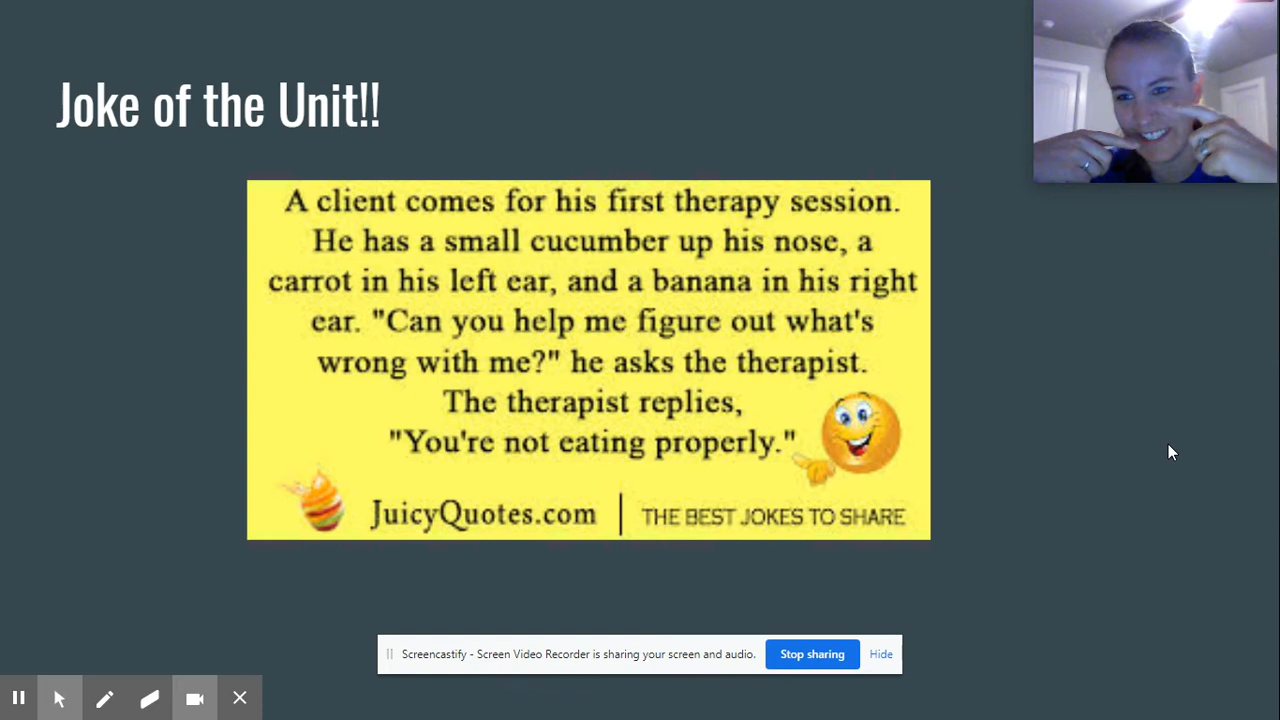 Joke of the Unit!!
A client comes for his first therapy session.
He has a small cucumber up his nose, a
carrot in his left ear, and a banana in his right
ear. "Can you help me figure out what's
wrong with me?" he asks the therapist.
The therapist replies,
"You're not eating properly."
JuicyQuotes.com | THE BEST JOKES TO SHARE
Screencastify - Screen Video Recorder is sharing your screen and audio. Stop sharing Hide